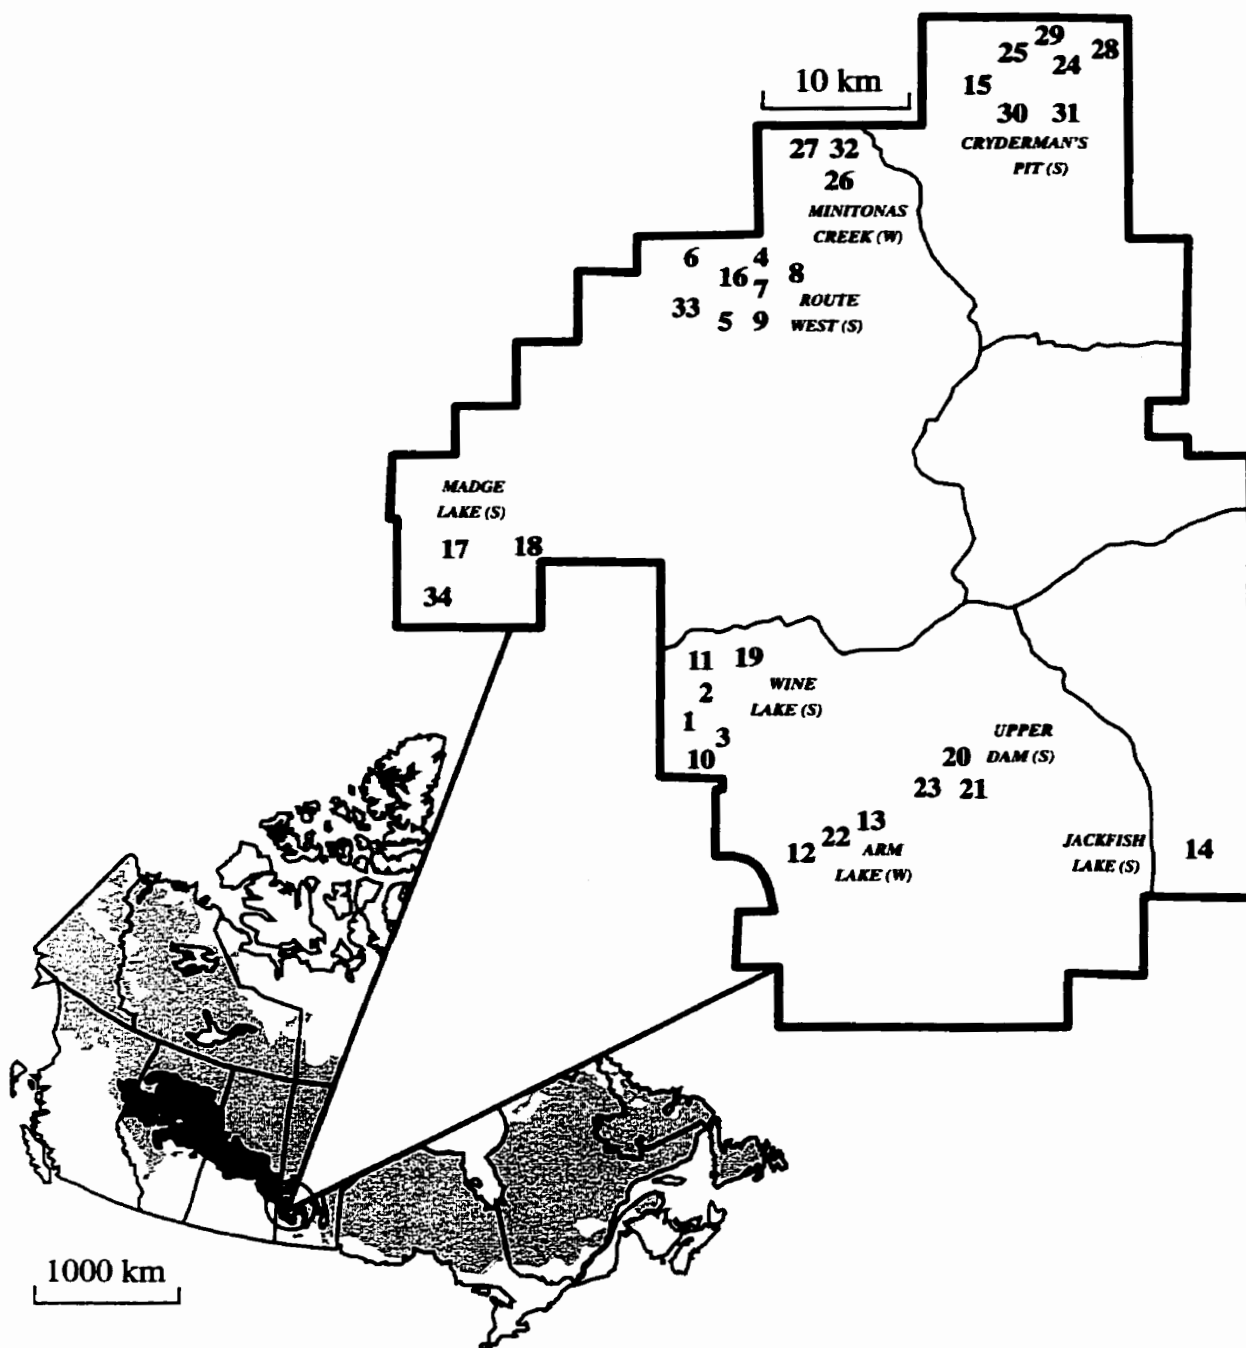 29
25
28
24
10 km
15
30 31
CRYDERMAN'S
PIT (S)
27 32
26
MINITONAS
CREEK (W)
6
4
16
8
7
33
5 9
ROUTE
WEST (S)
MADGE
LAKE (S)
17 18
34
11 19
2
WINE
LAKE (S)
1
3
10
UPPER
DAM (S)
20
23 21
13
22
12
ARM
LAKE (W)
JACKFISH
LAKE (S)
14
1000 km